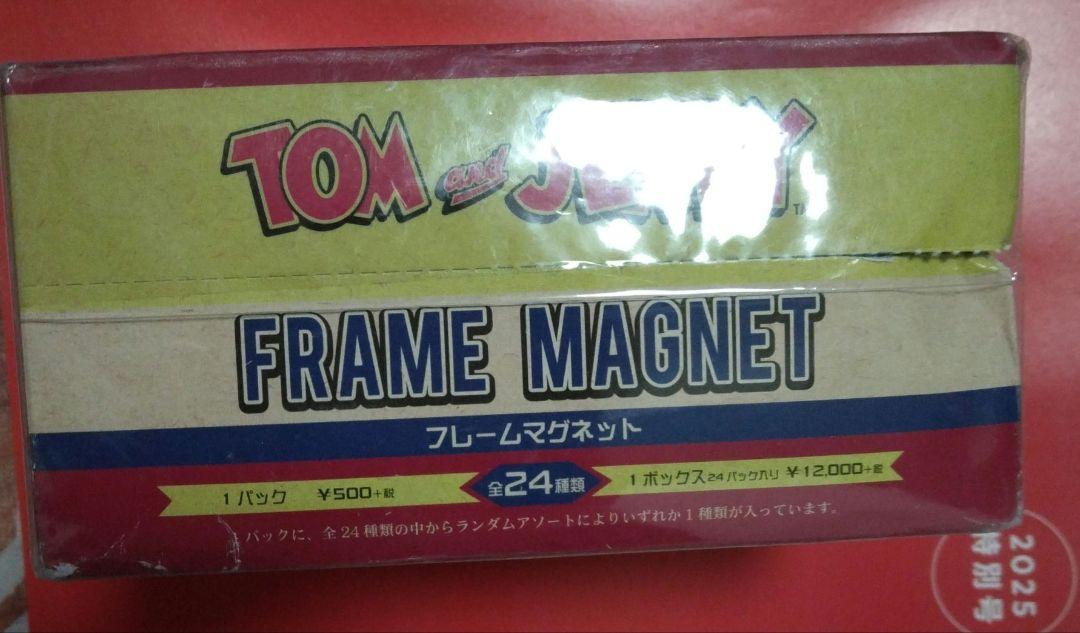 TOM and JERRY
TM
FRAME MAGNET
フレームマグネット
1パック ¥500+税
全24種類
1ボックス24パック入り ¥12,000+税
1パックに、全24種類の中からランダムアソートによりいずれか1種類が入っています。
2025
特別号